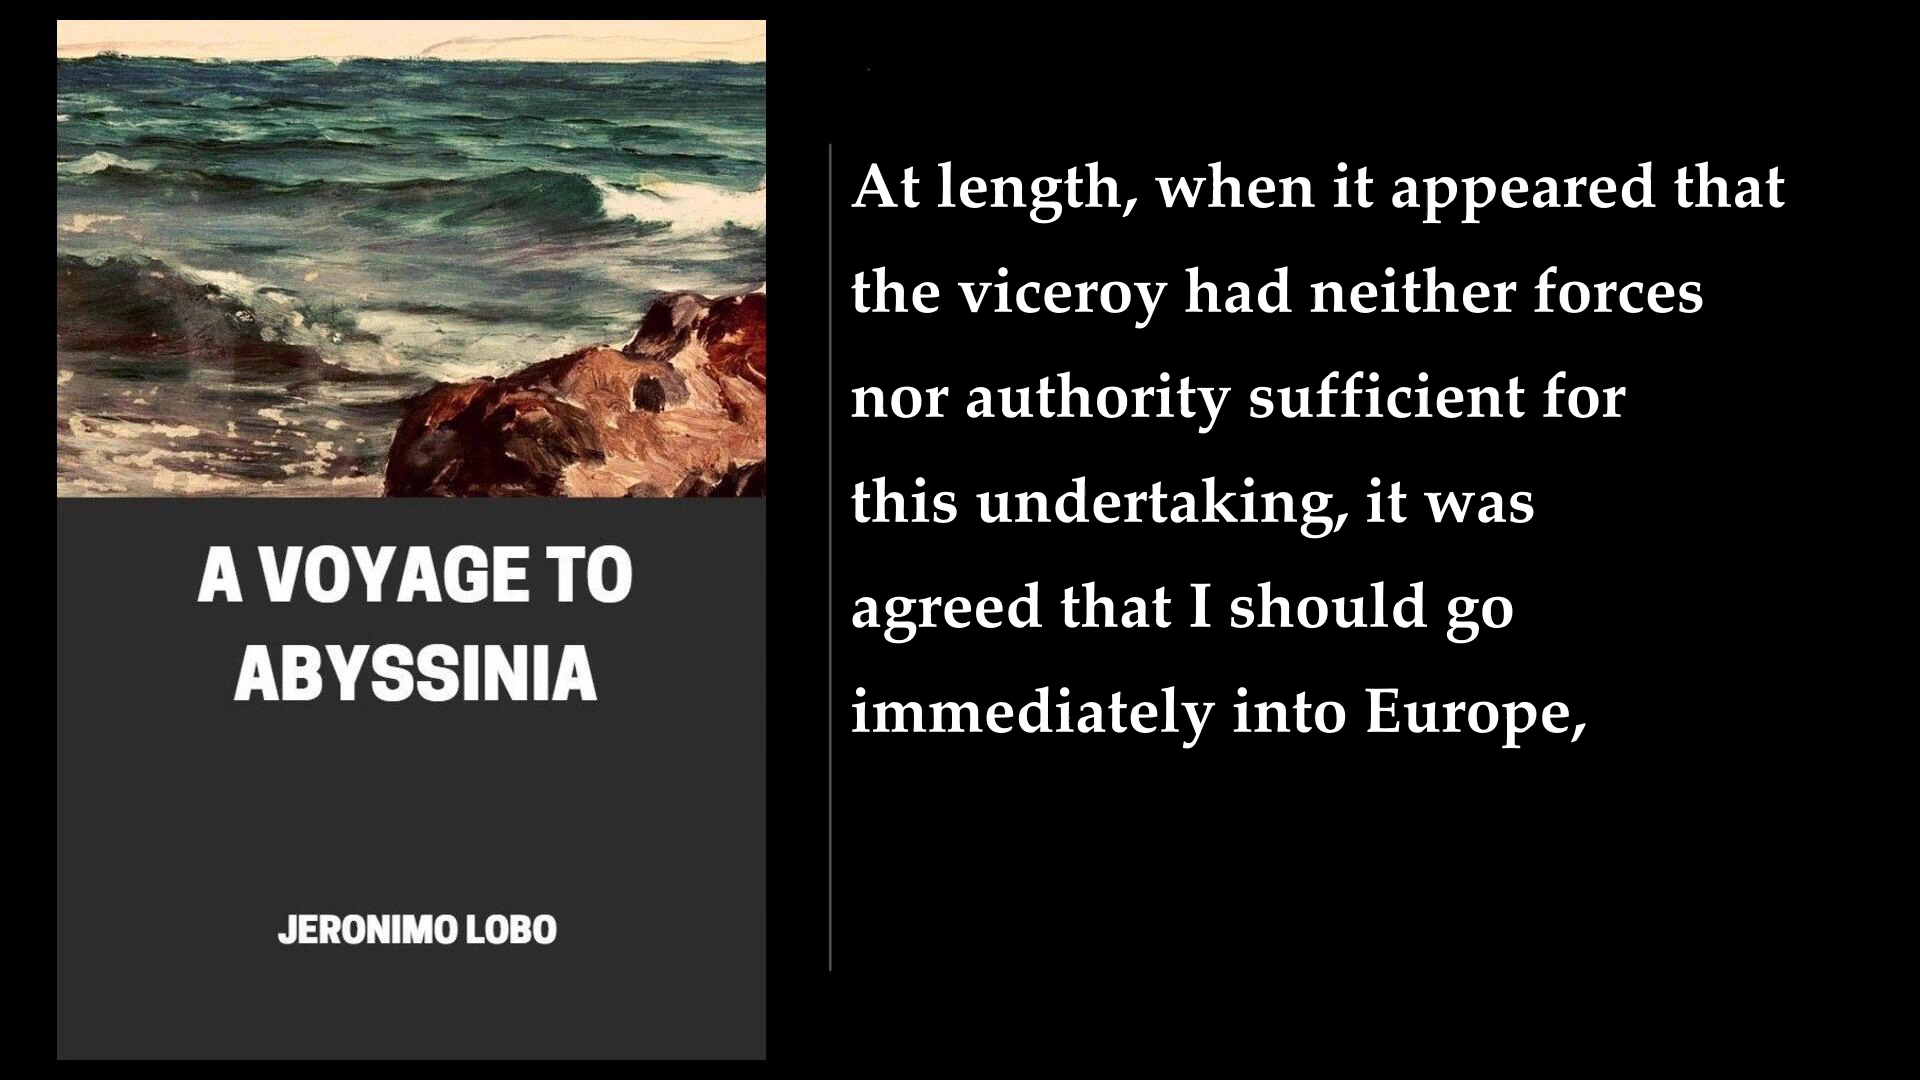 A VOYAGE TO
ABYSSINIA
JERONIMO LOBO
At length, when it appeared that
the viceroy had neither forces
nor authority sufficient for
this undertaking, it was
agreed that I should go
immediately into Europe,